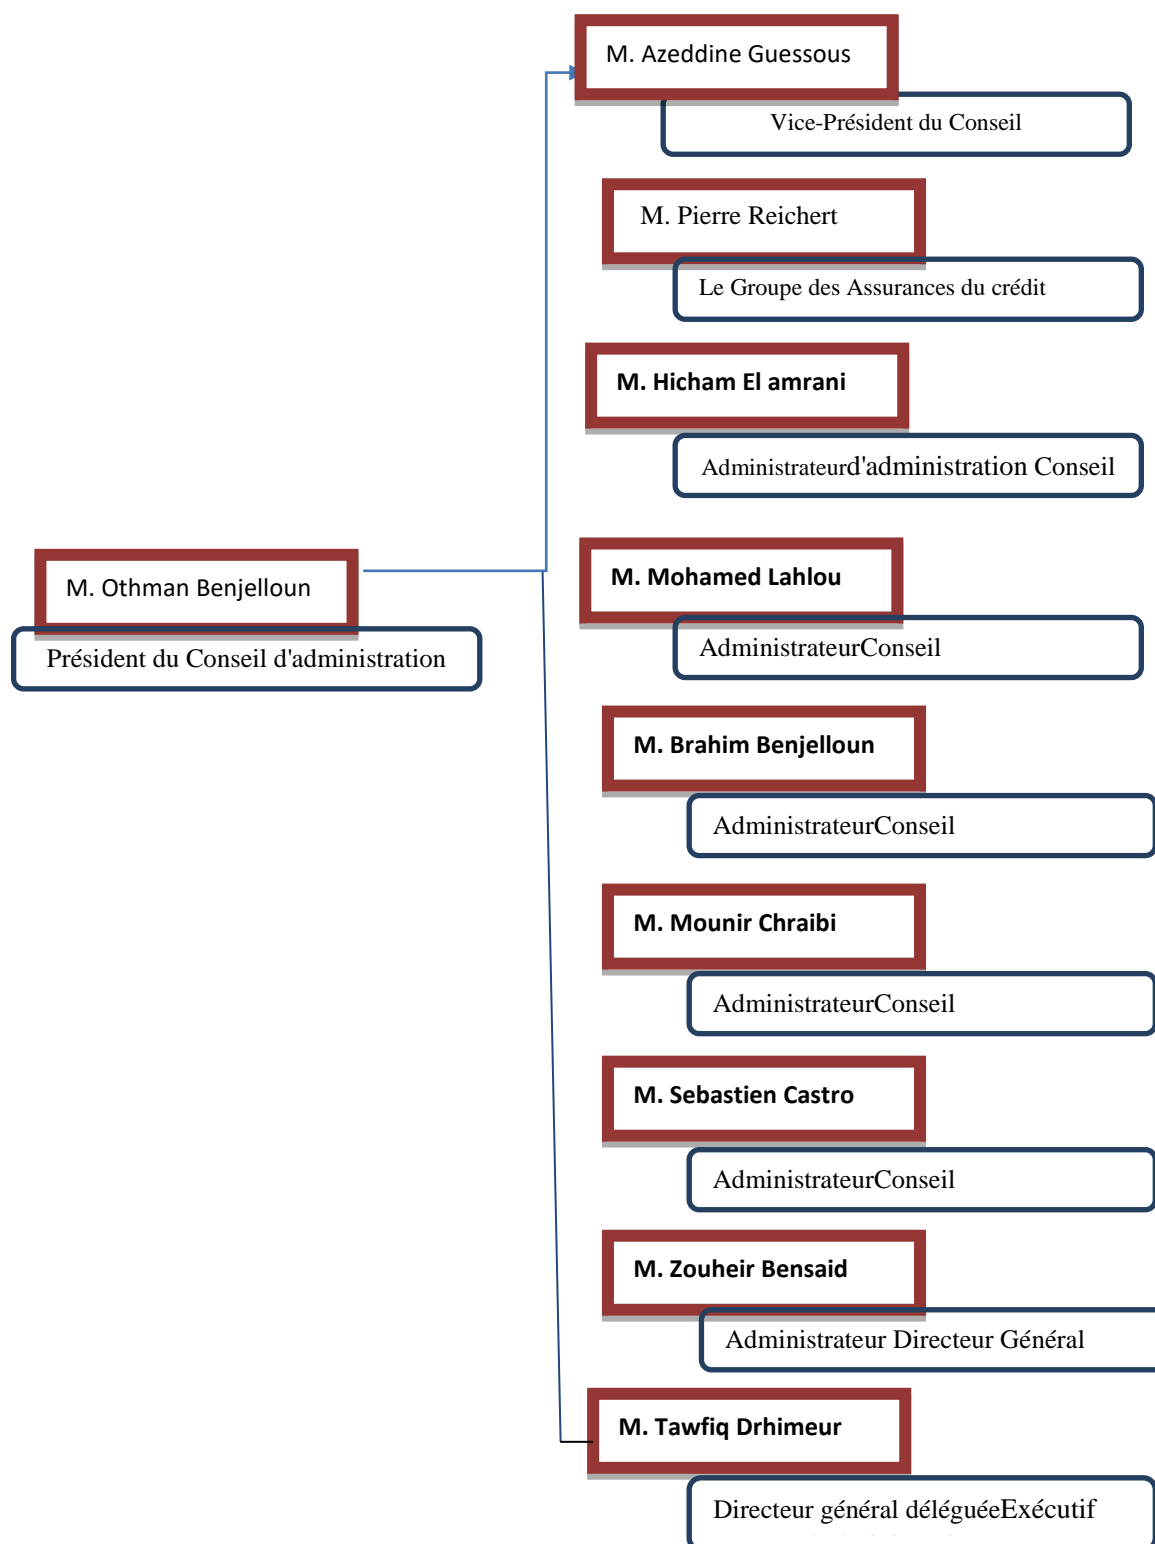 M. Azeddine Guessous
Vice-Président du Conseil
M. Pierre Reichert
Le Groupe des Assurances du crédit
M. Hicham El amrani
Administrateurd'administration Conseil
M. Othman Benjelloun
Président du Conseil d'administration
M. Mohamed Lahlou
AdministrateurConseil
M. Brahim Benjelloun
AdministrateurConseil
M. Mounir Chraibi
AdministrateurConseil
M. Sebastien Castro
AdministrateurConseil
M. Zouheir Bensaid
Administrateur Directeur Général
M. Tawfiq Drhimeur
Directeur général déléguéeExécutif